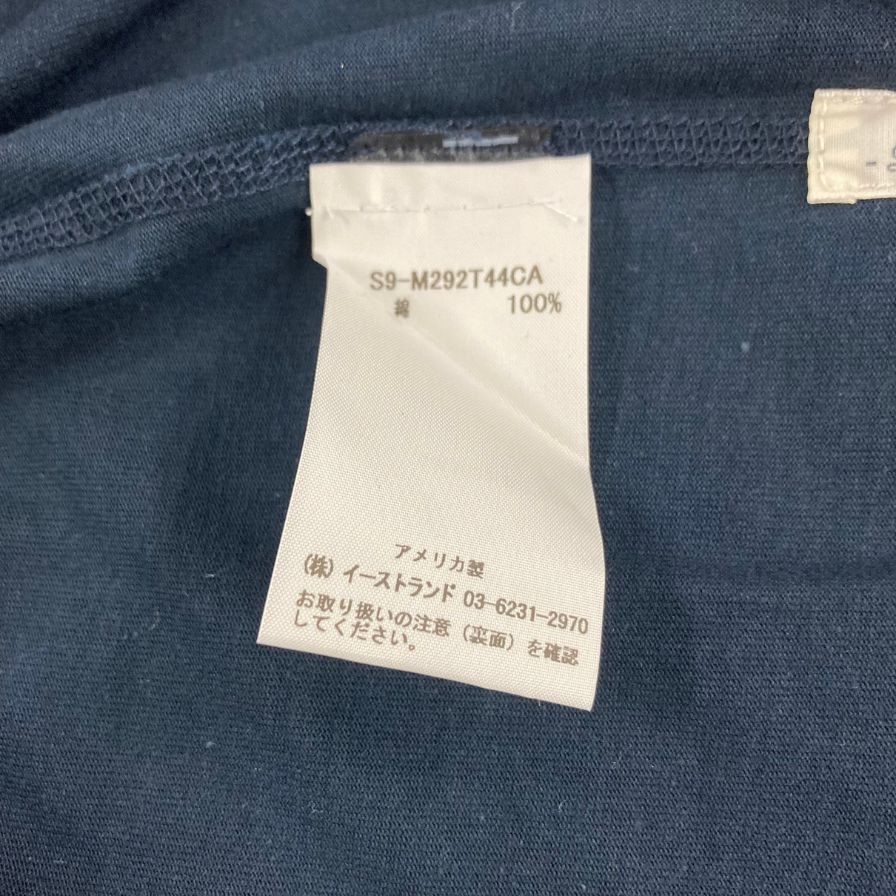 S9-M292T44CA
綿 100%
アメリカ製
(株) イーストランド 03-6231-2970
お取り扱いの注意 (裏面) を確認
してください。